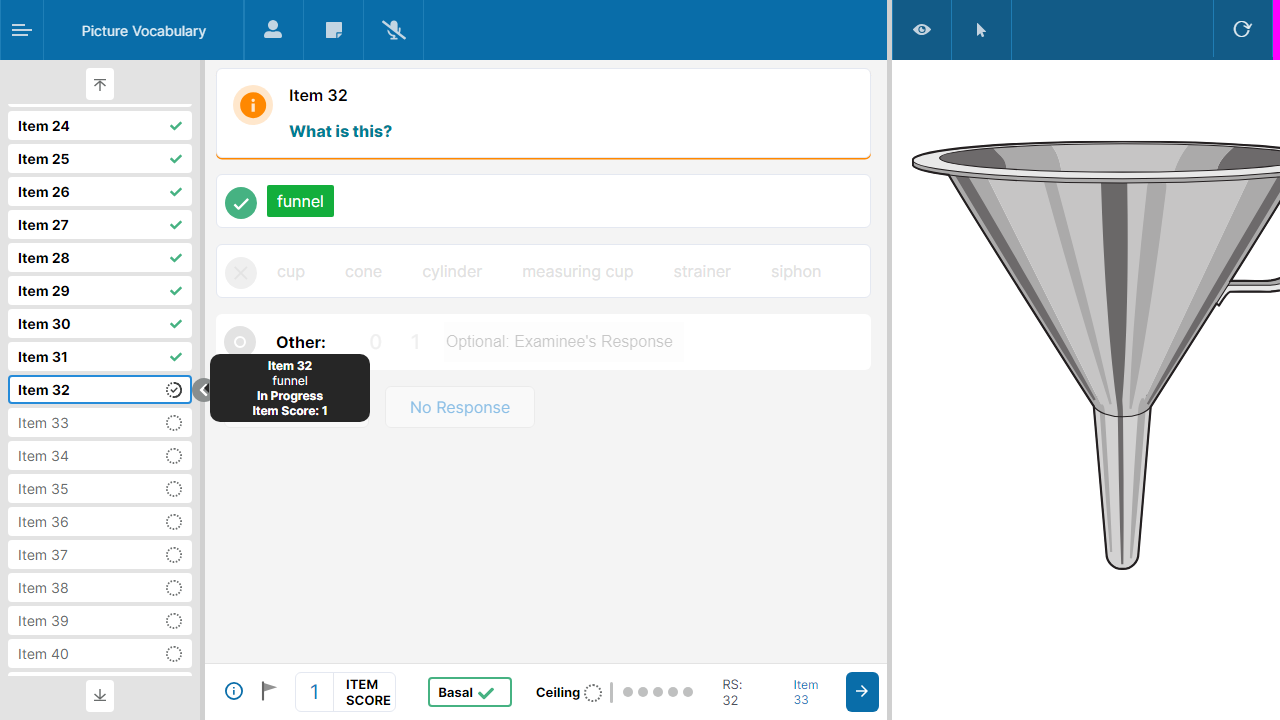 Picture Vocabulary
Item 24
Item 25
Item 26
Item 27
Item 28
Item 29
Item 30
Item 31
Item 32
Item 33
Item 34
Item 35
Item 36
Item 37
Item 38
Item 39
Item 40
Item 32
What is this?
funnel
cup cone cylinder measuring cup strainer siphon
Other: 0 1 Optional: Examinee's Response
Item 32
funnel
In Progress
Item Score: 1
No Response
1 ITEM SCORE
Basal
Ceiling
RS:
32
Item
33